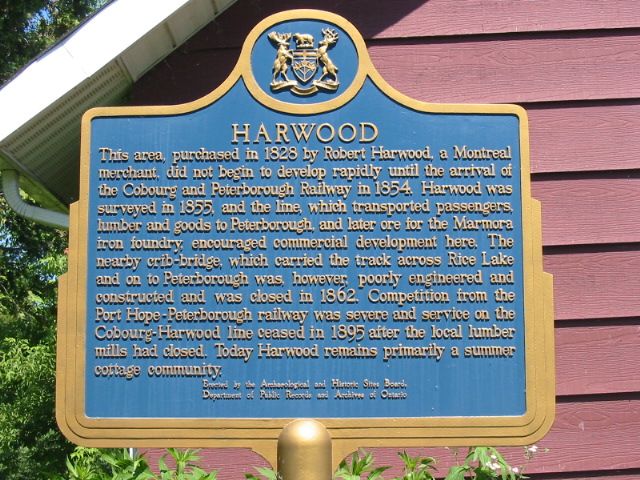 HARWOOD
This area, purchased in 1828 by Robert Harwood, a Montreal
merchant, did not begin to develop rapidly until the arrival of
the Cobourg and Peterborough Railway in 1854. Harwood was
surveyed in 1855, and the line, which transported passengers,
lumber and goods to Peterborough, and later ore for the Marmora
iron foundry, encouraged commercial development here. The
nearby crib-bridge, which carried the track across Rice Lake
and on to Peterborough was, however, poorly engineered and
constructed and was closed in 1862. Competition from the
Port Hope-Peterborough railway was severe and service on the
Cobourg-Harwood line ceased in 1895 after the local lumber
mills had closed. Today Harwood remains primarily a summer
cottage community.
Erected by the Archaeological and Historic Sites Board,
Department of Public Records and Archives of Ontario